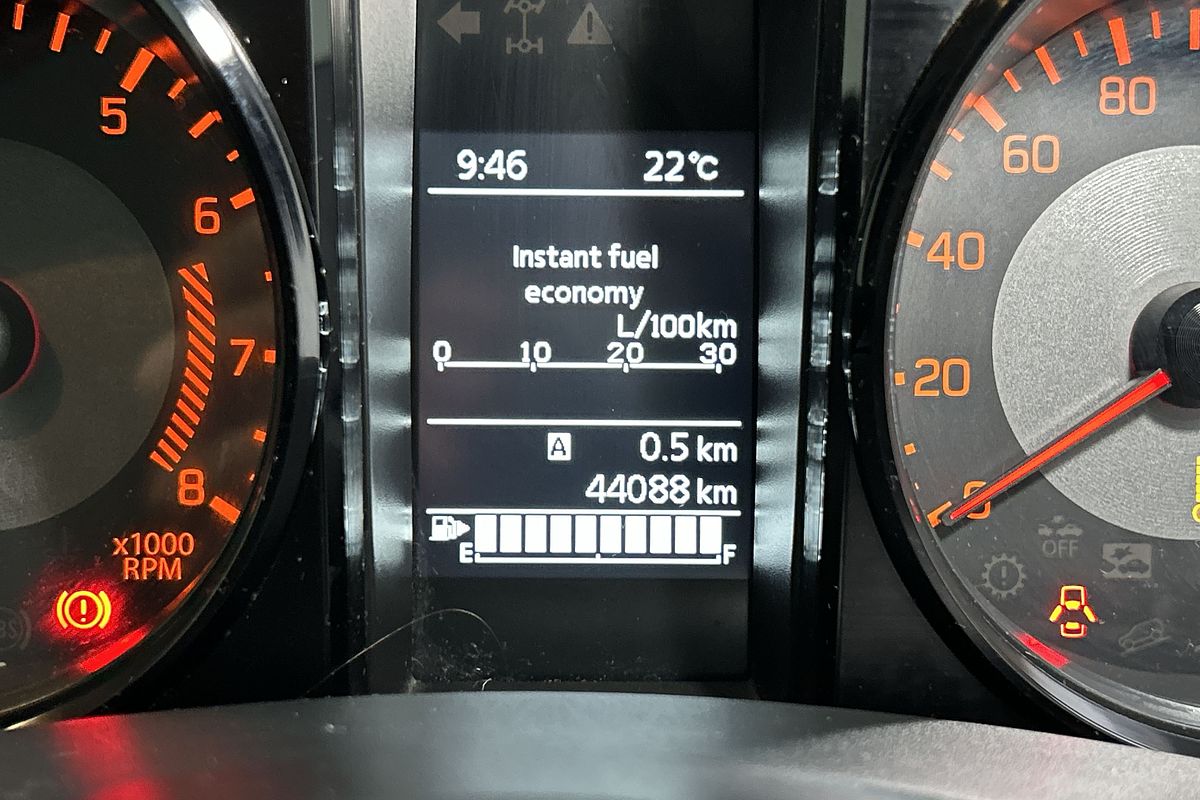 5
6
7
8
x1000
RPM
9:46 22°C
Instant fuel
economy
L/100km
0 10 20 30
A 0.5 km
44088 km
E F
80
60
40
20
0
OFF